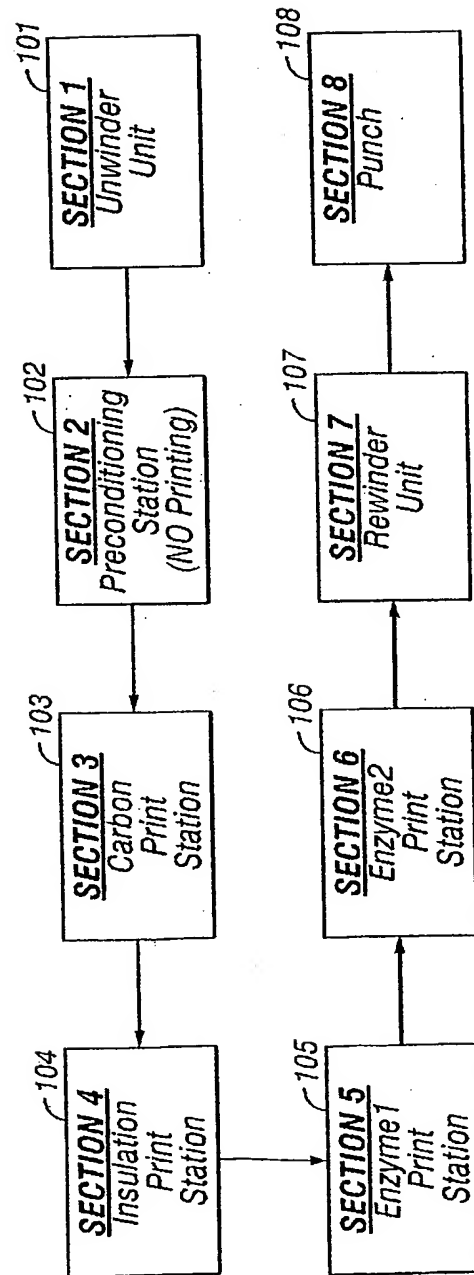 101
SECTION 1
Unwinder
Unit
102
SECTION 2
Preconditioning
Station
(NO Printing)
103
SECTION 3
Carbon
Print
Station
104
SECTION 4
Insulation
Print
Station
105
SECTION 5
Enzyme1
Print
Station
106
SECTION 6
Enzyme2
Print
Station
107
SECTION 7
Rewinder
Unit
108
SECTION 8
Punch